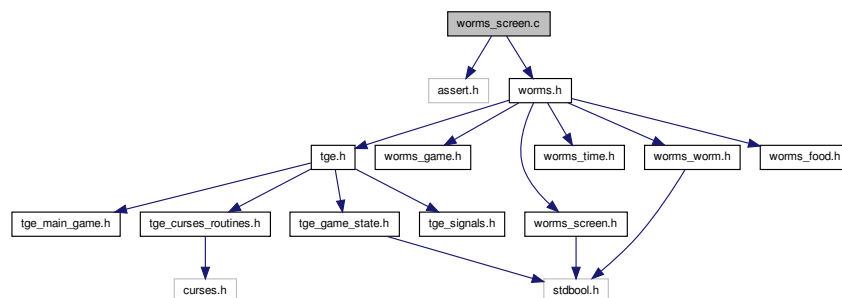 worms_screen.c
assert.h
worms.h
tge.h
worms_game.h
worms_time.h
worms_worm.h
worms_food.h
tge_main_game.h
tge_curses_routines.h
tge_game_state.h
tge_signals.h
worms_screen.h
curses.h
stdbool.h